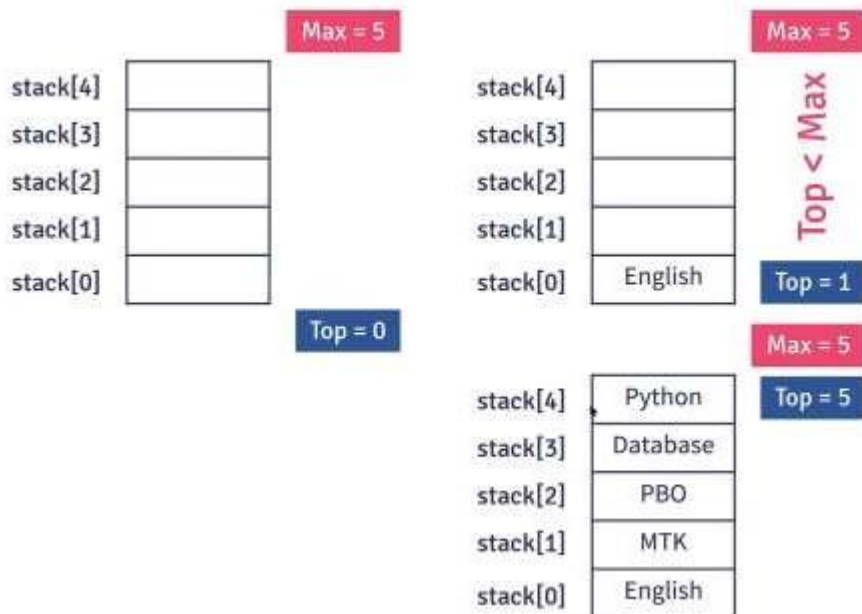 Max = 5
stack[4]
stack[3]
stack[2]
stack[1]
stack[0]
Top = 0
Max = 5
stack[4]
stack[3]
stack[2]
stack[1]
stack[0] English
Top < Max
Top = 1
Max = 5
Top = 5
stack[4] Python
stack[3] Database
stack[2] PBO
stack[1] MTK
stack[0] English